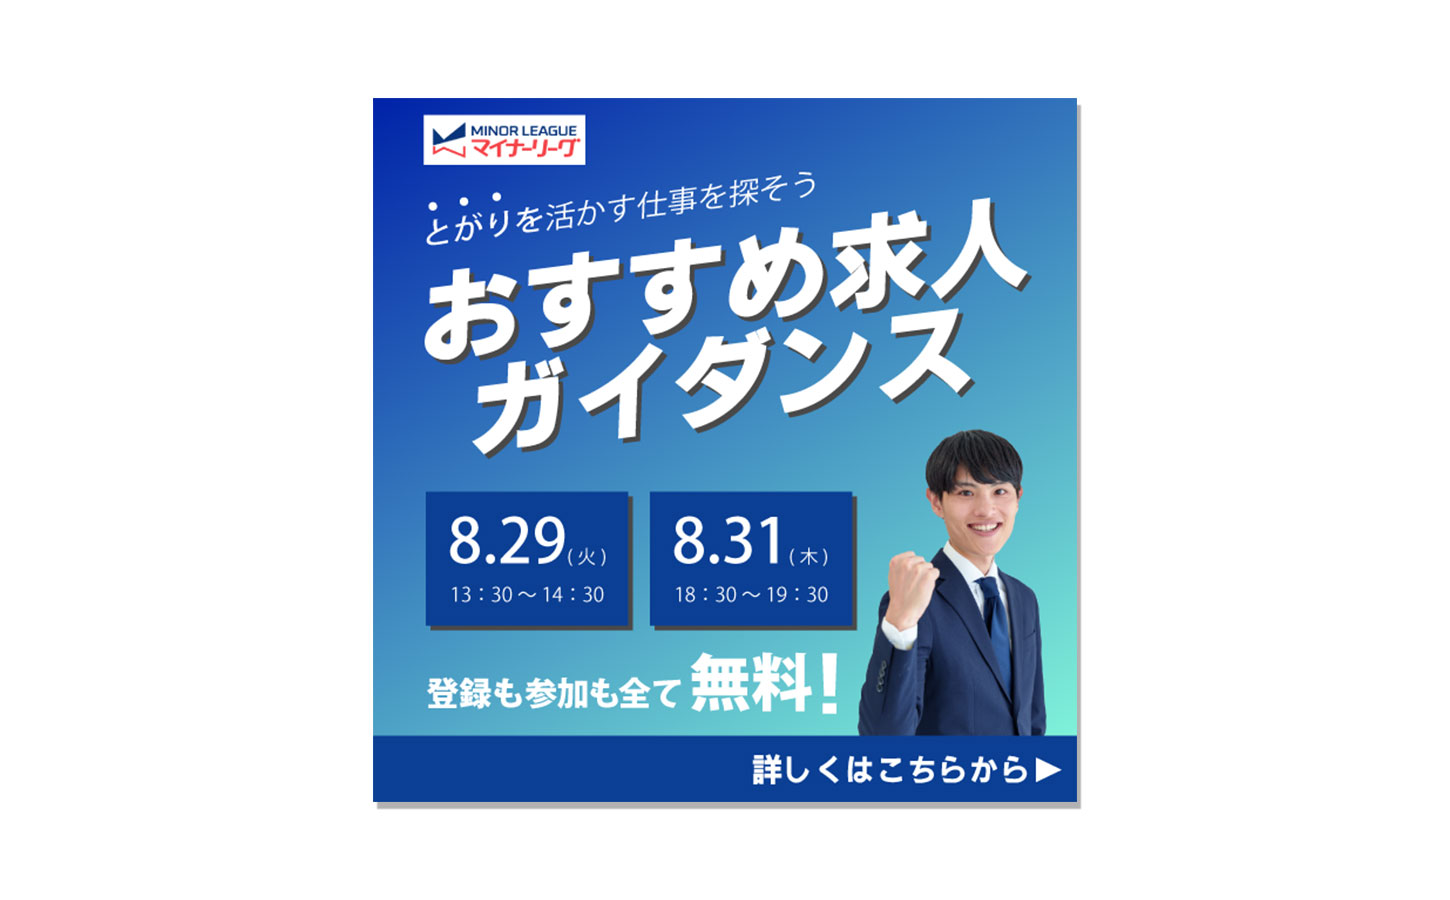 MINOR LEAGUE
マイナーリーグ
とがりを活かす仕事を探そう
おすすめ求人
ガイダンス
8.29(火)
13：30～14：30
8.31(木)
18：30～19：30
登録も参加も全て無料！
詳しくはこちらから▶